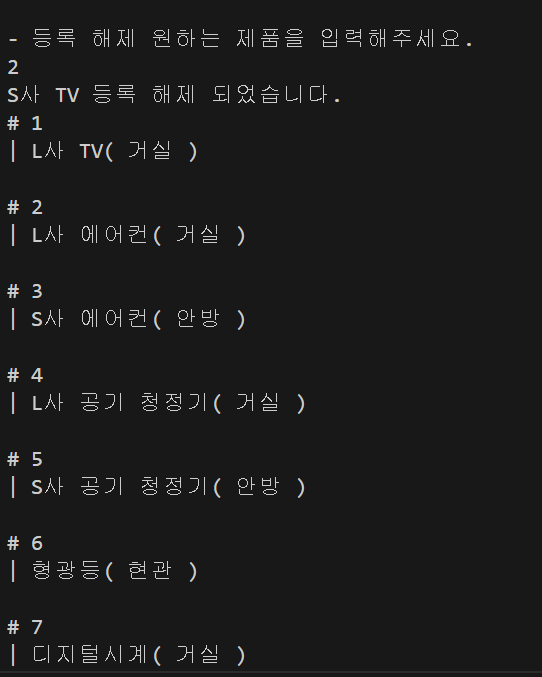 - 등록 해제 원하는 제품을 입력해주세요.
2
S사 TV 등록 해제 되었습니다.
# 1
| L사 TV( 거실 )
# 2
| L사 에어컨( 거실 )
# 3
| S사 에어컨( 안방 )
# 4
| L사 공기 청정기( 거실 )
# 5
| S사 공기 청정기( 안방 )
# 6
| 형광등( 현관 )
# 7
| 디지털시계( 거실 )